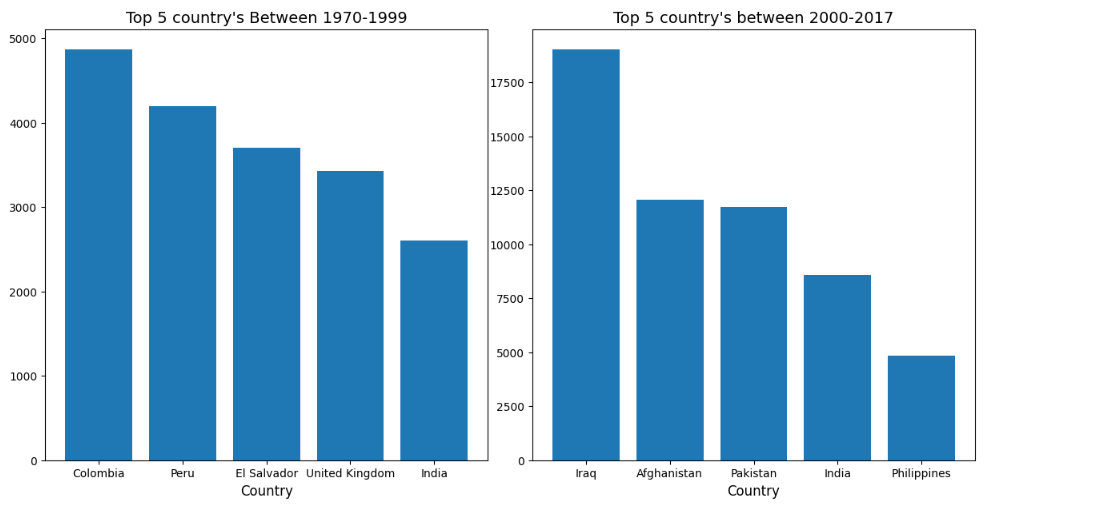 Top 5 country's Between 1970-1999
5000
4000
3000
2000
1000
0
Colombia Peru El Salvador United Kingdom India
Country
Top 5 country's between 2000-2017
17500
15000
12500
10000
7500
5000
2500
0
Iraq Afghanistan Pakistan India Philippines
Country